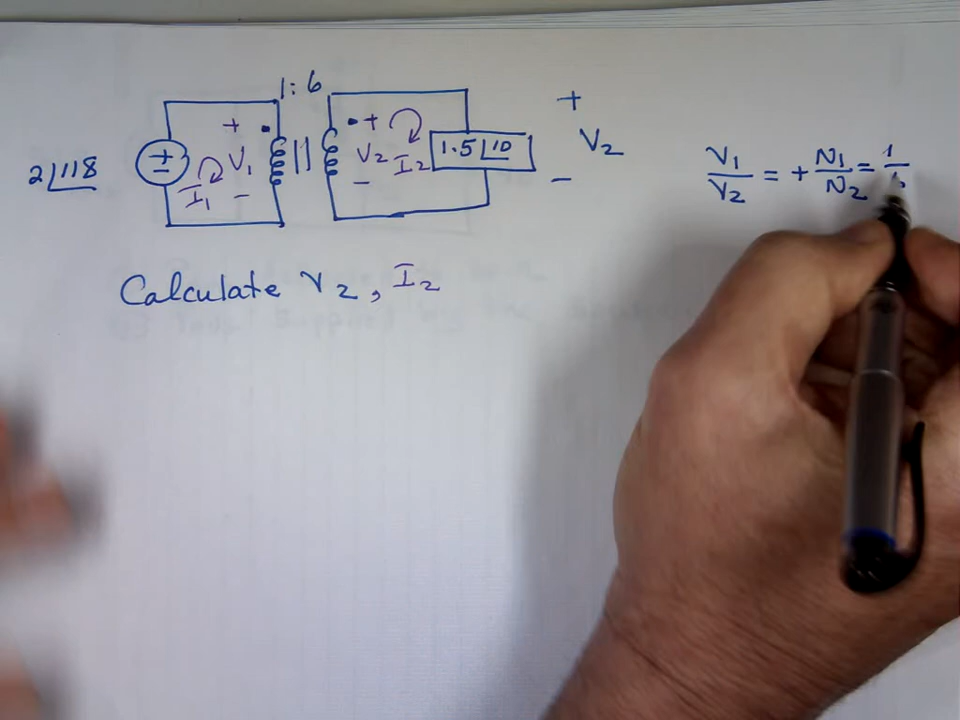 1:6
+ • • + +
2∠118 ± V₁ V₂ I₂ 1.5∠10 V₂
I₁ - - -
V₁/V₂ = + N₁/N₂ = 1/
Calculate V₂, I₂